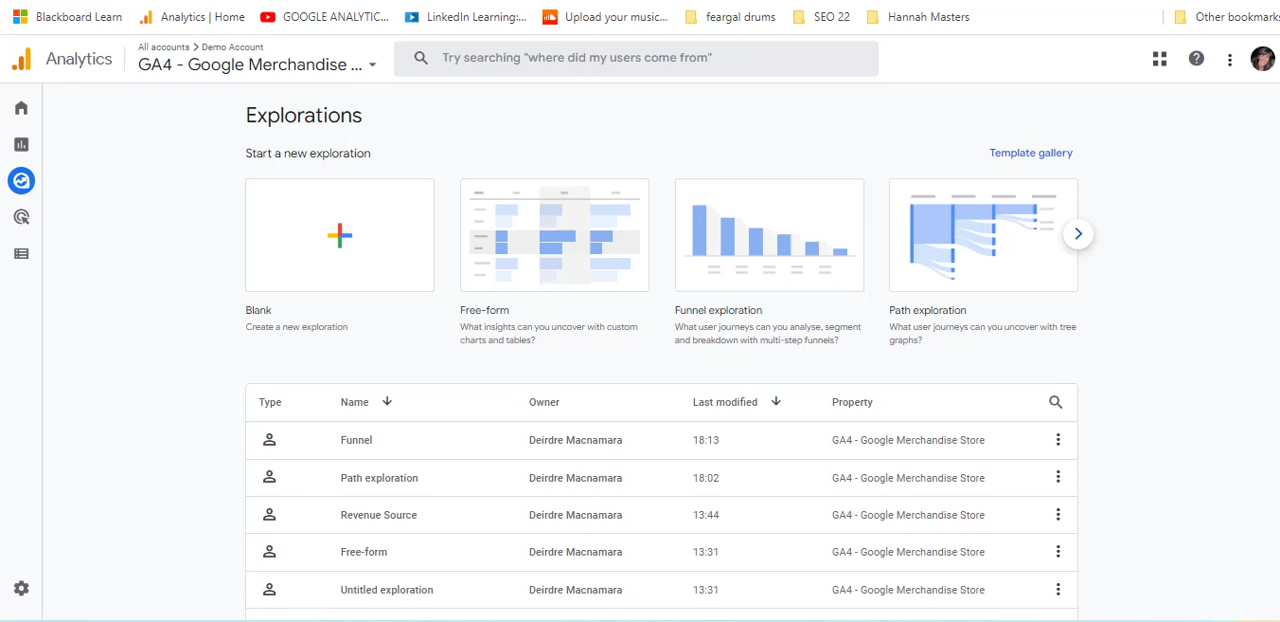 Blackboard Learn Analytics | Home GOOGLE ANALYTIC... LinkedIn Learning:... Upload your music... feargal drums SEO 22 Hannah Masters Other bookmarks
Analytics
All accounts > Demo Account
GA4 - Google Merchandise ...
Try searching "where did my users come from"
Explorations
Start a new exploration
Template gallery
Blank
Create a new exploration
Free-form
What insights can you uncover with custom
charts and tables?
Funnel exploration
What user journeys can you analyse, segment
and breakdown with multi-step funnels?
Path exploration
What user journeys can you uncover with tree
graphs?
Type Name Owner Last modified Property
Funnel Deirdre Macnamara 18:13 GA4 - Google Merchandise Store
Path exploration Deirdre Macnamara 18:02 GA4 - Google Merchandise Store
Revenue Source Deirdre Macnamara 13:44 GA4 - Google Merchandise Store
Free-form Deirdre Macnamara 13:31 GA4 - Google Merchandise Store
Untitled exploration Deirdre Macnamara 13:31 GA4 - Google Merchandise Store